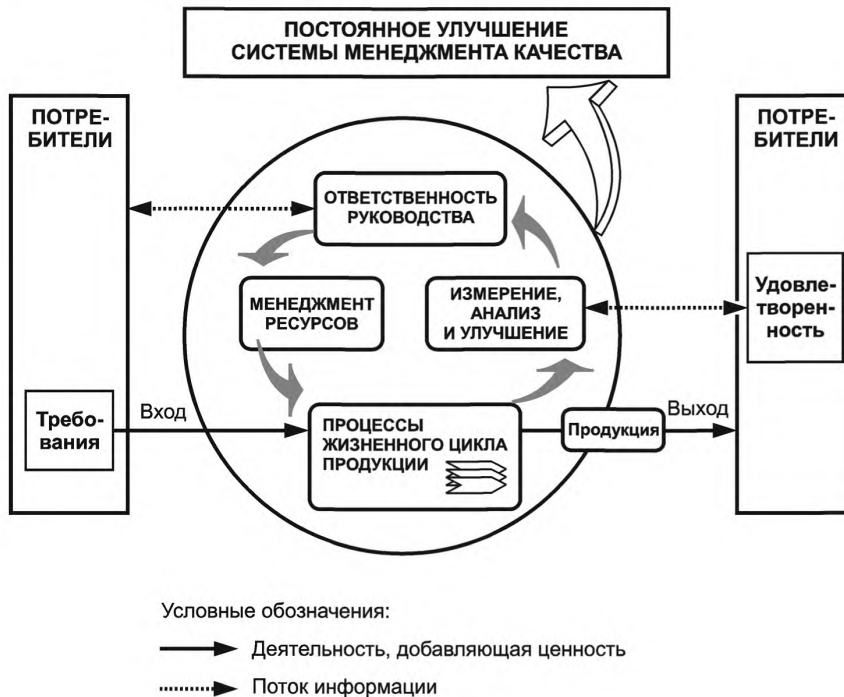 ПОСТОЯННОЕ УЛУЧШЕНИЕ
СИСТЕМЫ МЕНЕДЖМЕНТА КАЧЕСТВА
ПОТРЕ-
БИТЕЛИ
ПОТРЕ-
БИТЕЛИ
ОТВЕТСТВЕННОСТЬ
РУКОВОДСТВА
МЕНЕДЖМЕНТ
РЕСУРСОВ
ИЗМЕРЕНИЕ,
АНАЛИЗ
И УЛУЧШЕНИЕ
Удовле-
творен-
ность
Требо-
вания
Вход
ПРОЦЕССЫ
ЖИЗНЕННОГО ЦИКЛА
ПРОДУКЦИИ
Продукция
Выход
Условные обозначения:
Деятельность, добавляющая ценность
Поток информации